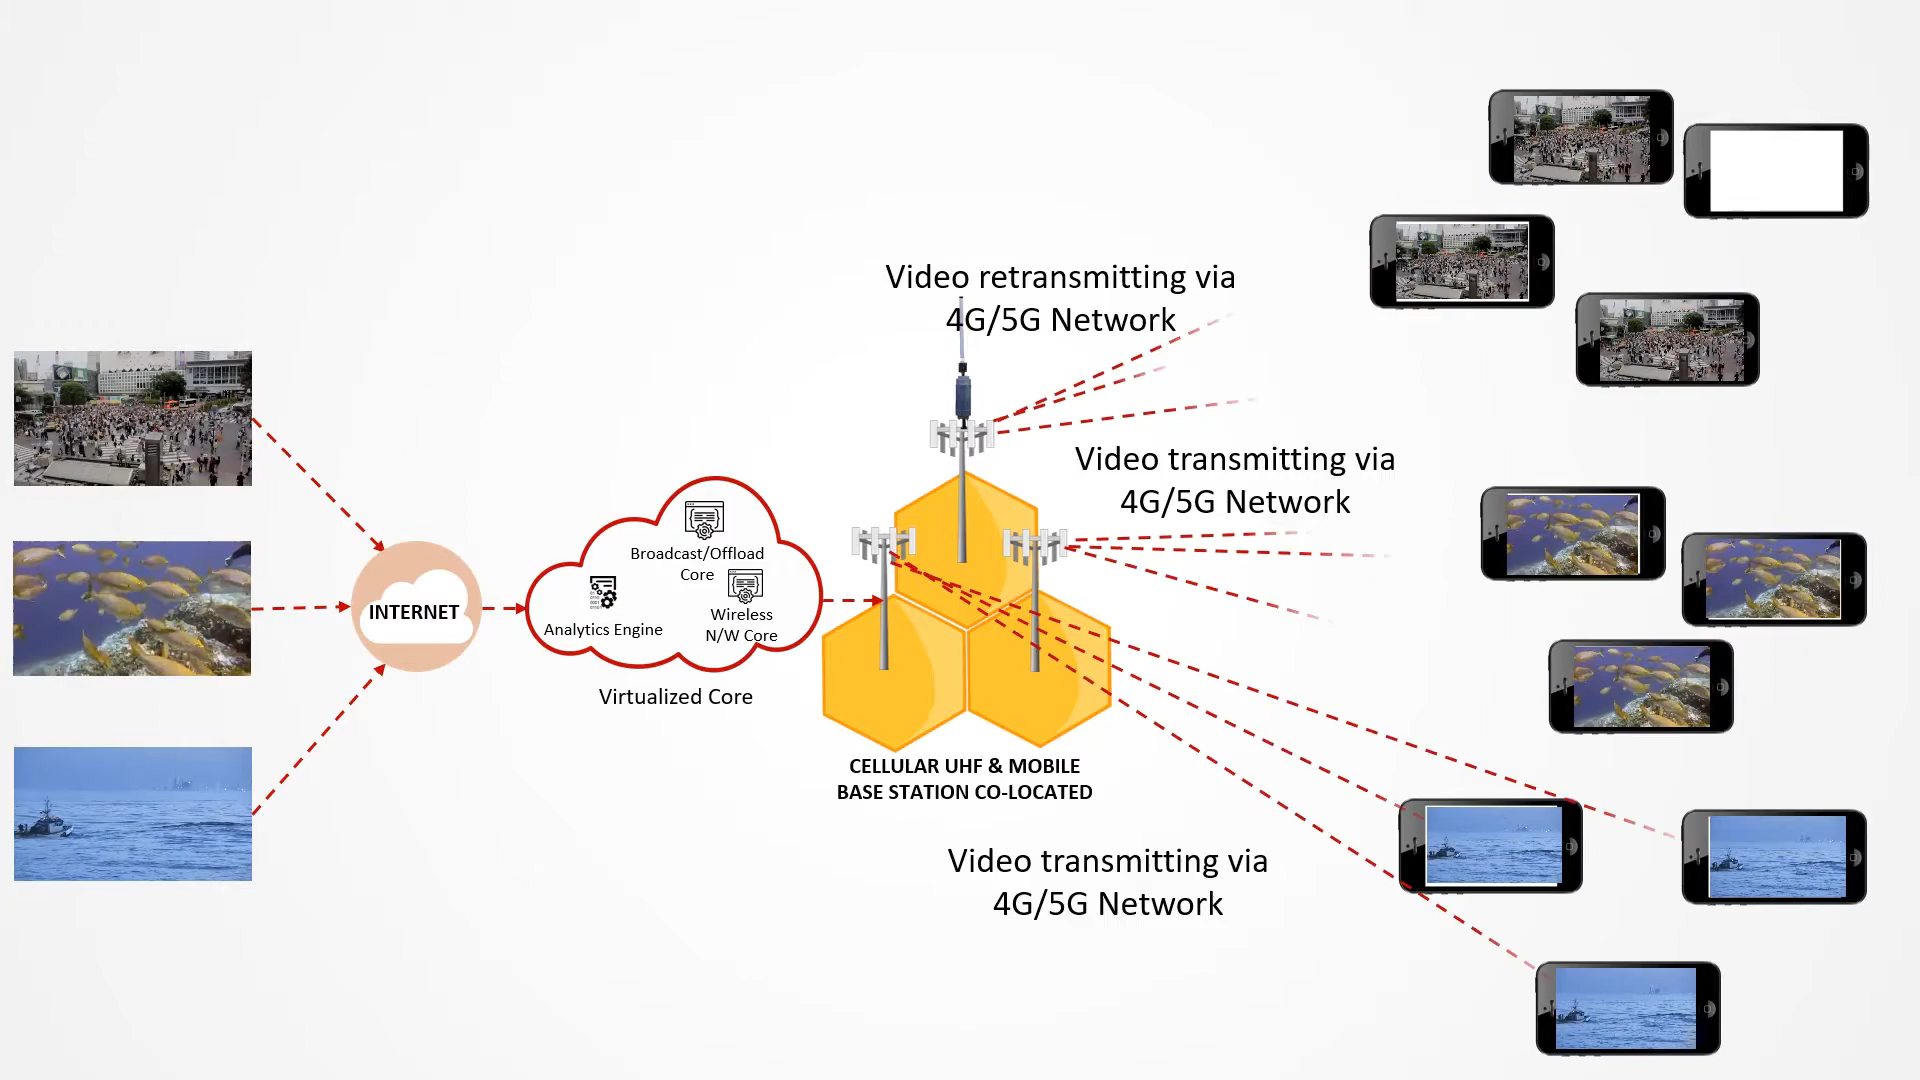 Video retransmitting via
4G/5G Network
Video transmitting via
4G/5G Network
Broadcast/Offload
Core
INTERNET
Analytics Engine
Wireless
N/W Core
Virtualized Core
CELLULAR UHF & MOBILE
BASE STATION CO-LOCATED
Video transmitting via
4G/5G Network